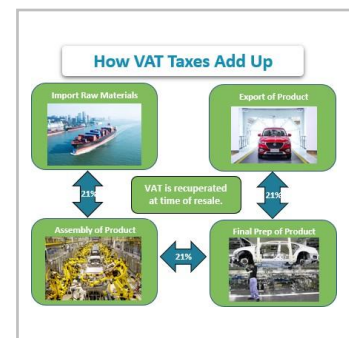 How VAT Taxes Add Up
Import Raw Materials
Export of Product
21%
VAT is recuperated
at time of resale.
21%
Assembly of Product
21%
Final Prep of Product